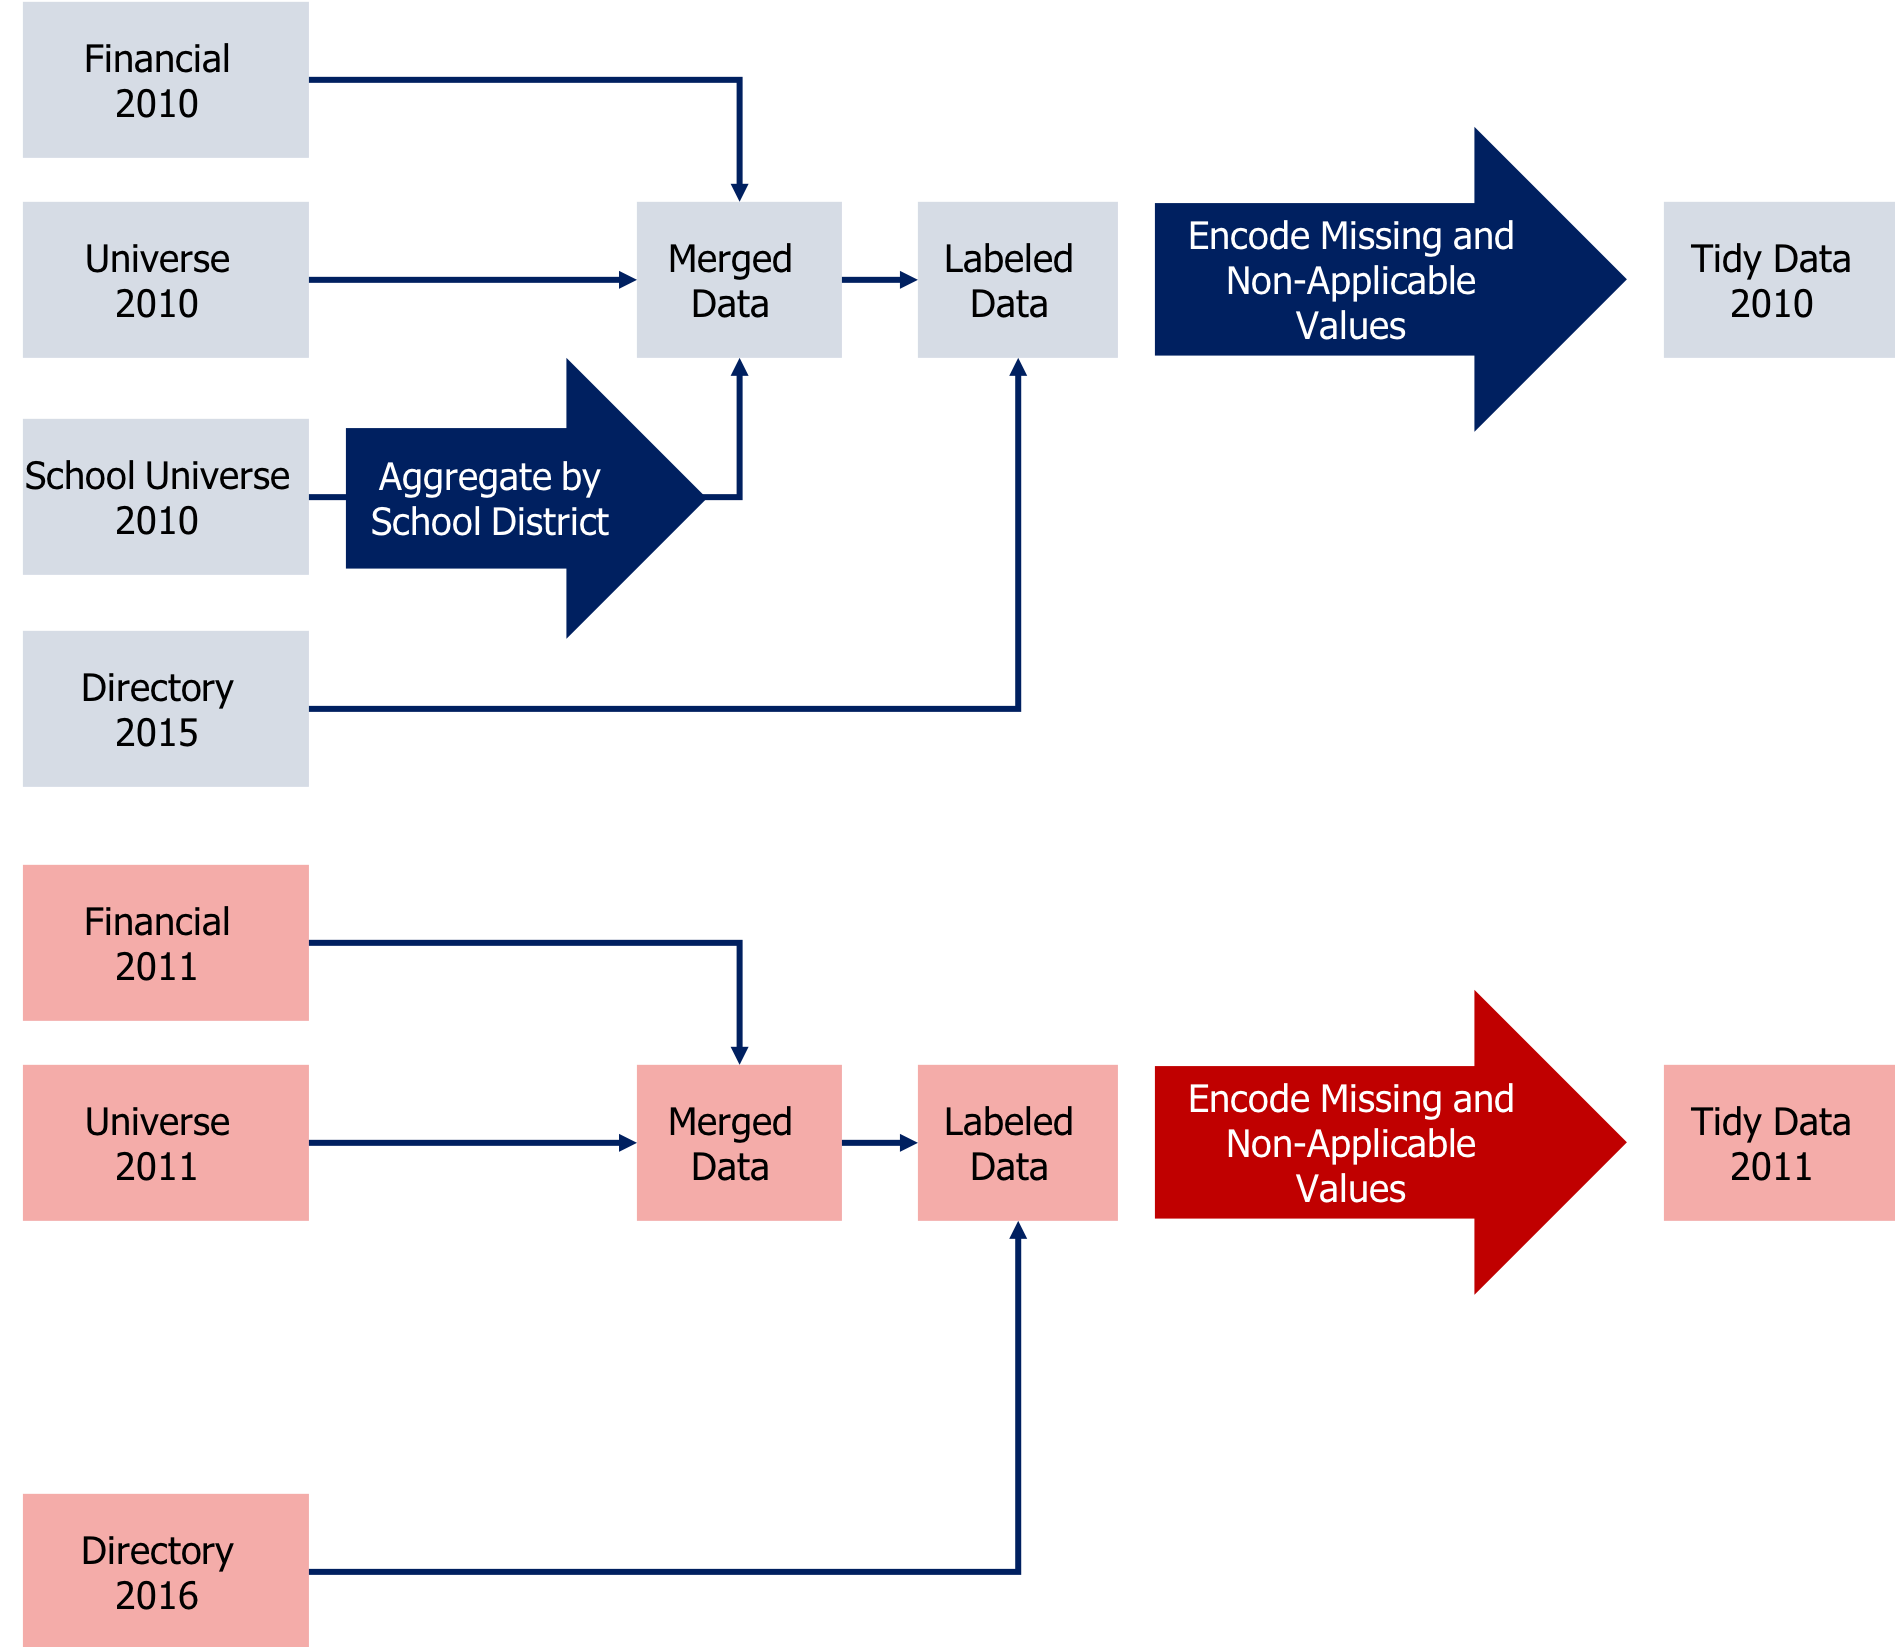 Financial
2010
Universe
2010
Merged
Data
Labeled
Data
Encode Missing and
Non-Applicable
Values
Tidy Data
2010
School Universe
2010
Aggregate by
School District
Directory
2015
Financial
2011
Universe
2011
Merged
Data
Labeled
Data
Encode Missing and
Non-Applicable
Values
Tidy Data
2011
Directory
2016